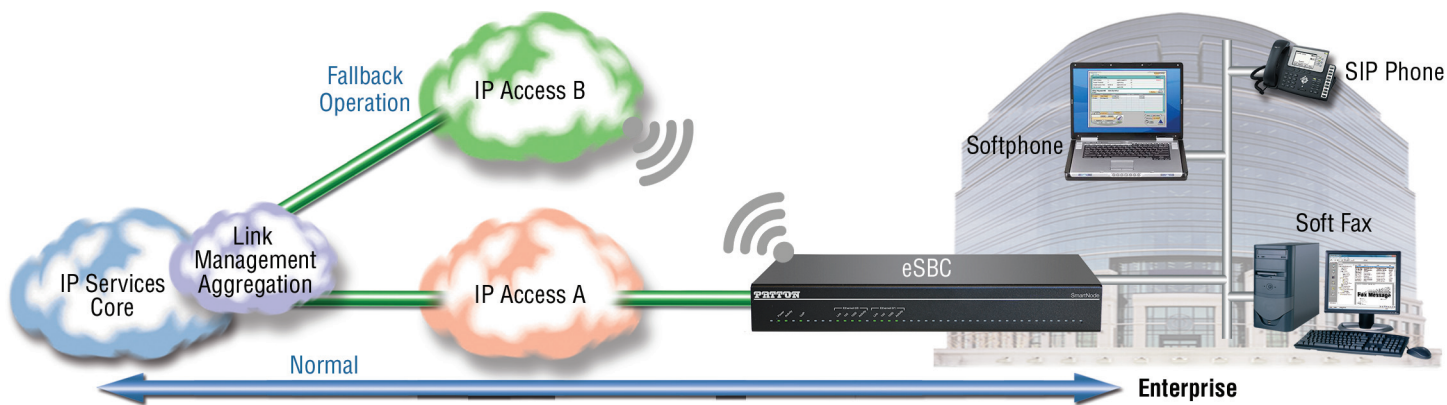 Fallback
Operation
IP Access B
SIP Phone
Softphone
Soft Fax
Link
Management
Aggregation
IP Services
Core
IP Access A
eSBC
PATTON
SmartNode
Fax Message
Normal
Enterprise